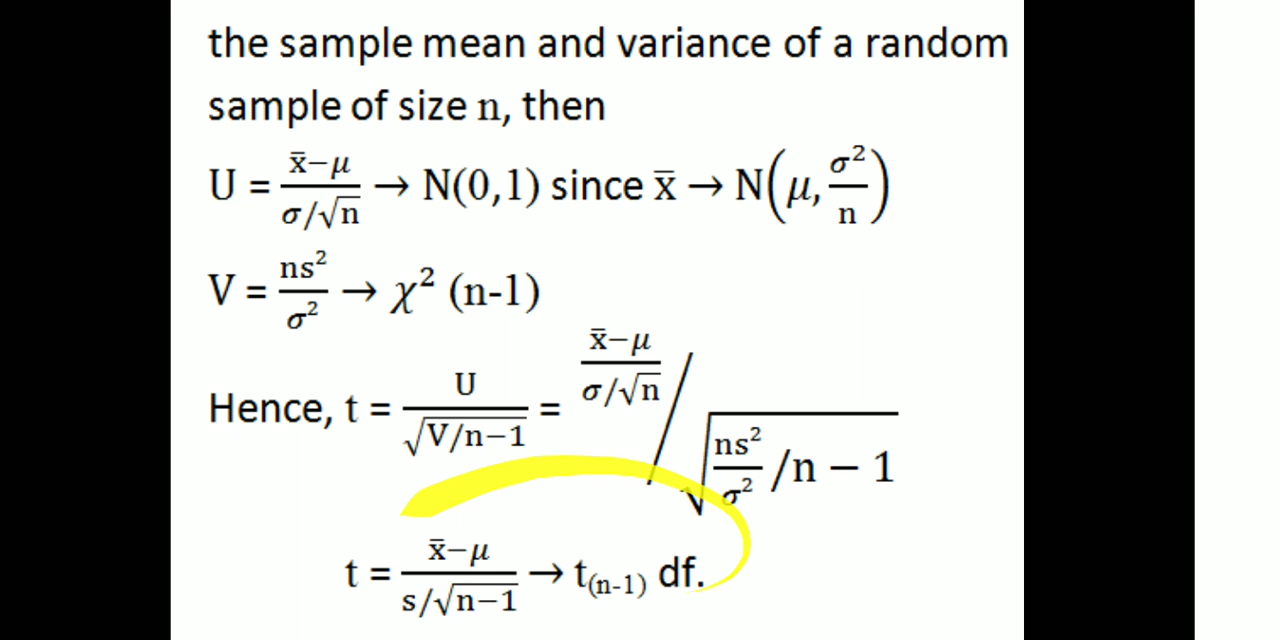 the sample mean and variance of a random
sample of size n, then
U = x̄−μ / σ/√n → N(0,1) since x̄ → N(μ, σ²/n)
V = ns²/σ² → χ² (n-1)
Hence, t = U / √V/n−1 = x̄−μ / σ/√n / √ns²/σ² /n − 1
t = x̄−μ / s/√n−1 → t(n-1) df.